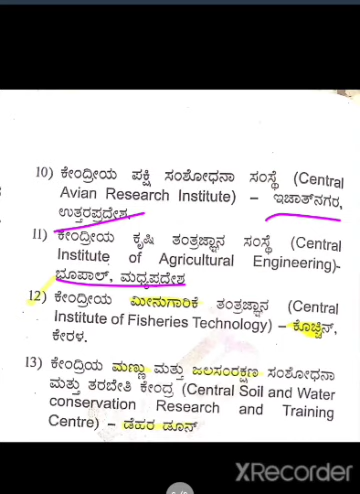 10) ಕೇಂದ್ರೀಯ ಪಕ್ಷಿ ಸಂಶೋಧನಾ ಸಂಸ್ಥೆ (Central
Avian Research Institute) – ಇಜಾತ್‌ನಗರ,
ಉತ್ತರಪ್ರದೇಶ.
11) ಕೇಂದ್ರೀಯ ಕೃಷಿ ತಂತ್ರಜ್ಞಾನ ಸಂಸ್ಥೆ (Central
Institute of Agricultural Engineering)-
ಭೂಪಾಲ್, ಮಧ್ಯಪ್ರದೇಶ
12) ಕೇಂದ್ರೀಯ ಮೀನುಗಾರಿಕೆ ತಂತ್ರಜ್ಞಾನ (Central
Institute of Fisheries Technology) – ಕೊಚ್ಚಿನ್,
ಕೇರಳ.
13) ಕೇಂದ್ರಿಯ ಮಣ್ಣು ಮತ್ತು ಜಲಸಂರಕ್ಷಣ ಸಂಶೋಧನಾ
ಮತ್ತು ತರಬೇತಿ ಕೇಂದ್ರ (Central Soil and Water
conservation Research and Training
Centre) – ಡೆಹರ ಡೂನ್
XRecorder